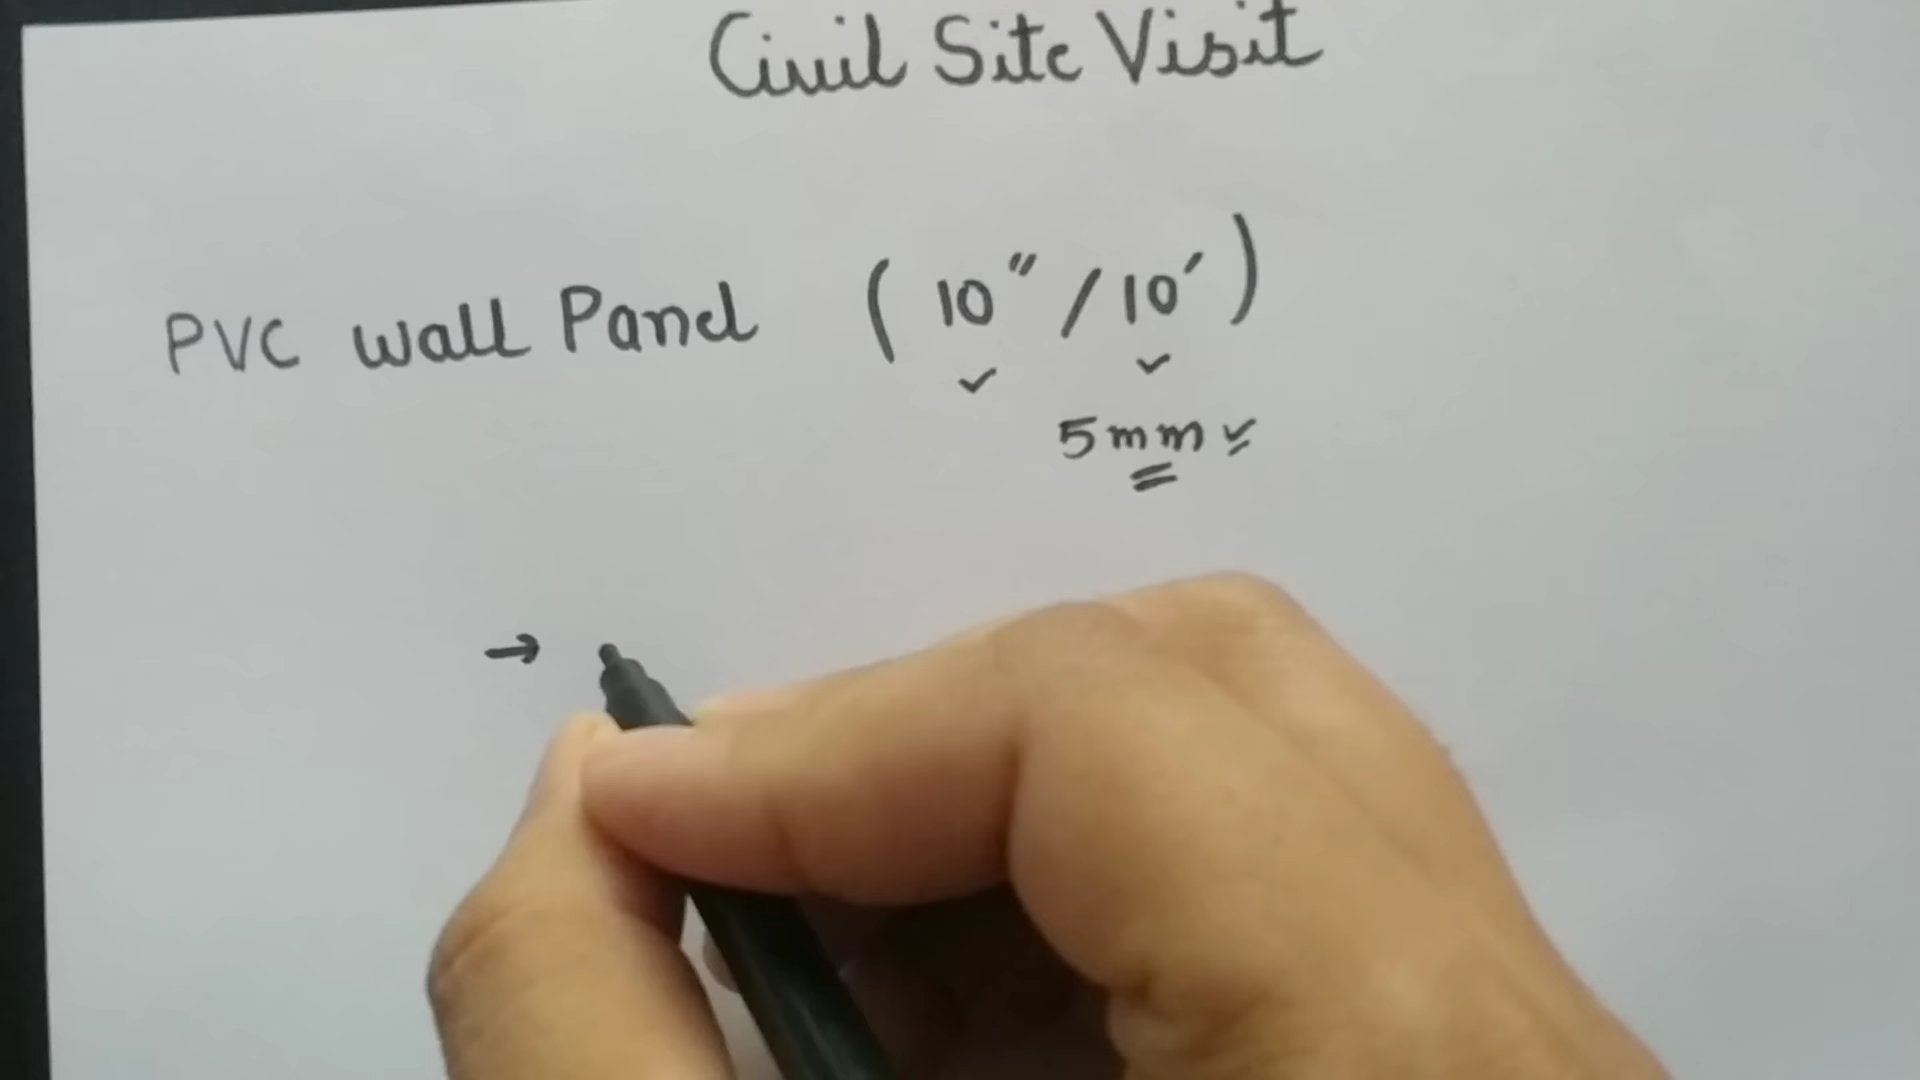 Civil Site Visit
PVC wall Panel ( 10" / 10' )
✓ ✓
5mm ✓
→